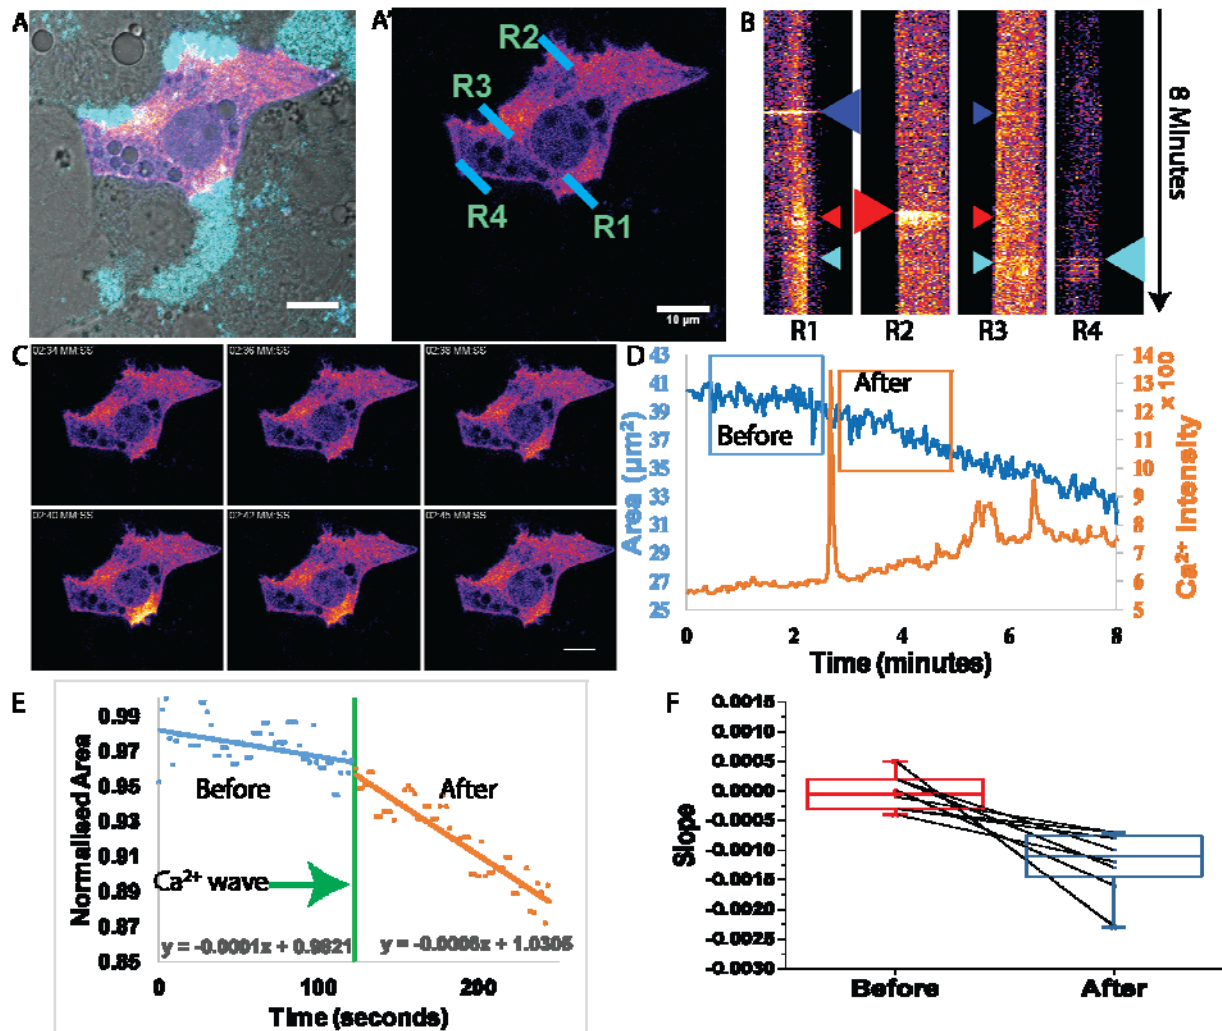 A
A'
R2
R3
R4
R1
10 µm
B
8 Minutes
R1 R2 R3 R4
C
02:34 MM:SS
02:36 MM:SS
02:38 MM:SS
02:40 MM:SS
02:42 MM:SS
02:45 MM:SS
D
43
41
39
37
35
33
31
29
27
25
Area (µm²)
Before
After
14
13
12
11
10
9
8
7
6
5
x 100
Ca²⁺ Intensity
0 2 4 6 8
Time (minutes)
E
0.99
0.97
0.95
0.93
0.91
0.89
0.87
0.85
Normalised Area
Before
After
Ca²⁺ wave
y = -0.0001x + 0.9821
y = -0.0006x + 1.0305
0 100 200
Time (seconds)
F
0.0015
0.0015
0.0005
0.0000
-0.0005
-0.0010
-0.0015
-0.0020
-0.0025
-0.0030
Slope
Before After